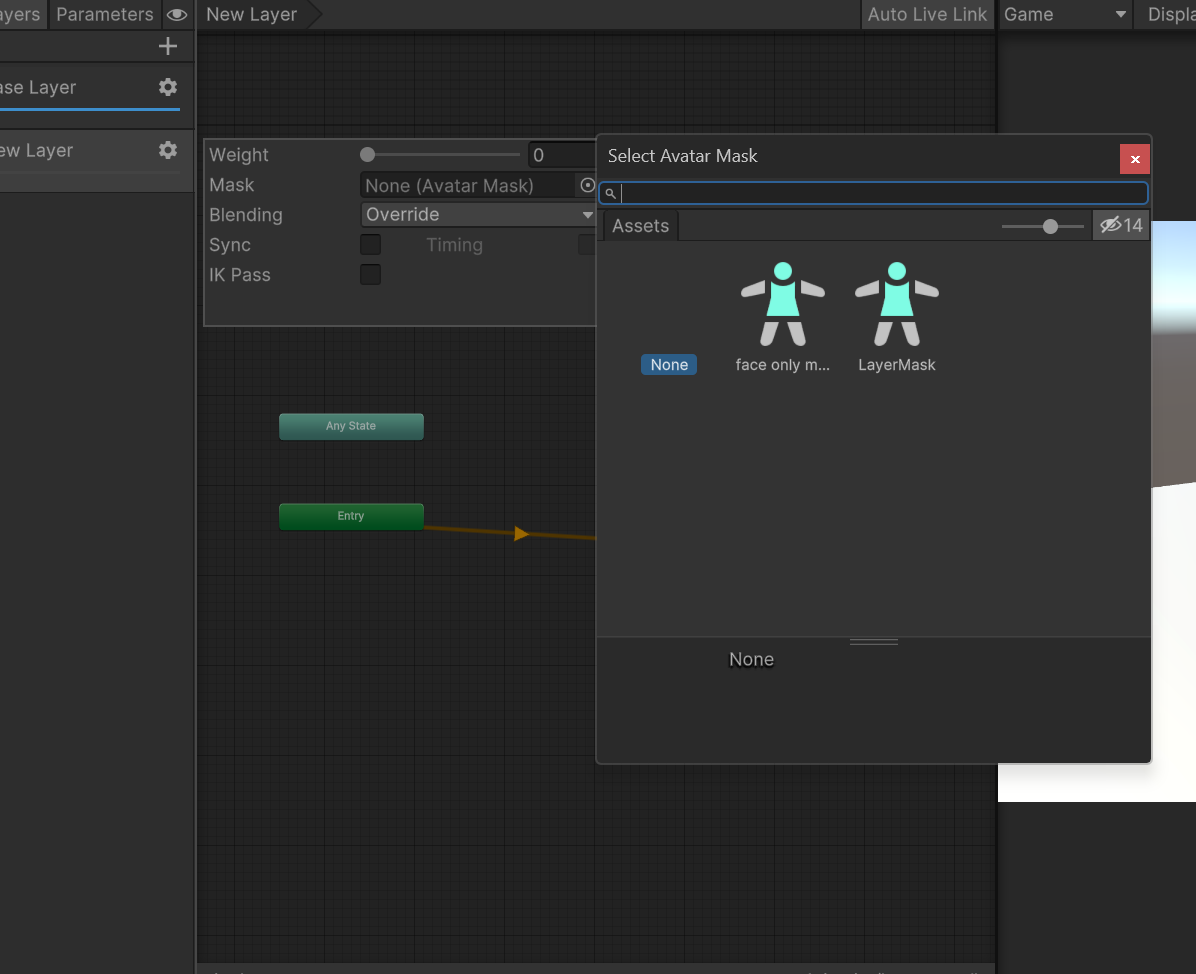 ayers Parameters New Layer Auto Live Link Game Displa
ase Layer
ew Layer
Weight 0
Mask None (Avatar Mask)
Blending Override
Sync Timing
IK Pass
Select Avatar Mask
Assets 14
None face only m... LayerMask
Any State
Entry
None